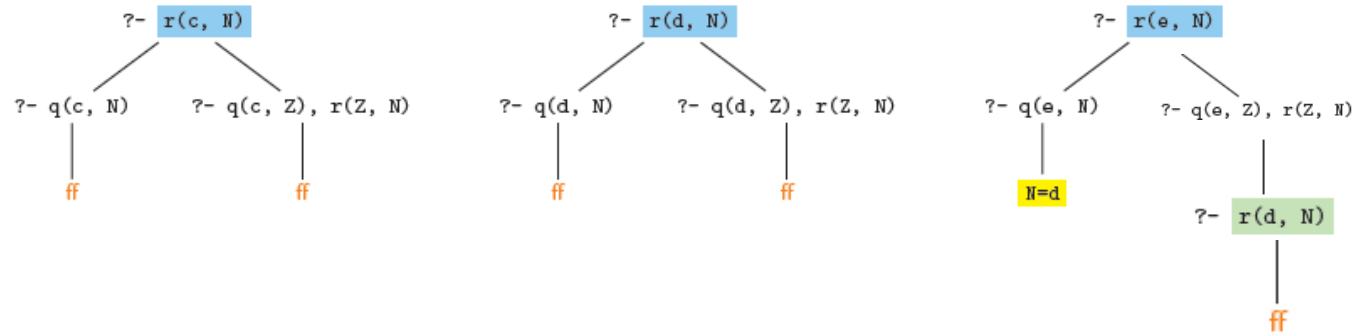 ?- r(c, N)
?- q(c, N)
?- q(c, Z), r(Z, N)
ff
ff
?- r(d, N)
?- q(d, N)
?- q(d, Z), r(Z, N)
ff
ff
?- r(e, N)
?- q(e, N)
?- q(e, Z), r(Z, N)
N=d
?- r(d, N)
ff